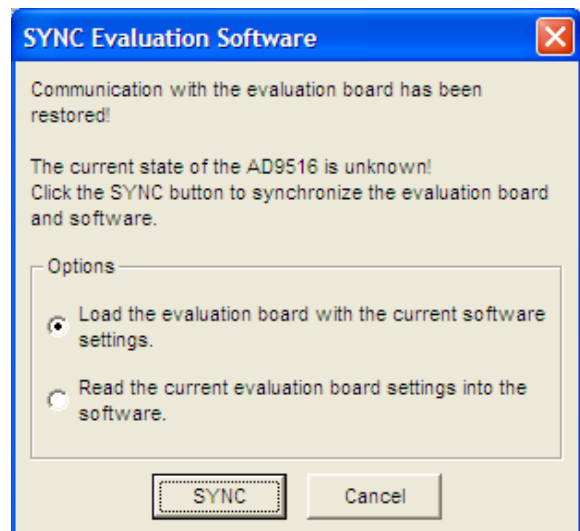 SYNC Evaluation Software
Communication with the evaluation board has been
restored!
The current state of the AD9516 is unknown!
Click the SYNC button to synchronize the evaluation board
and software.
Options
Load the evaluation board with the current software
settings.
Read the current evaluation board settings into the
software.
SYNC
Cancel